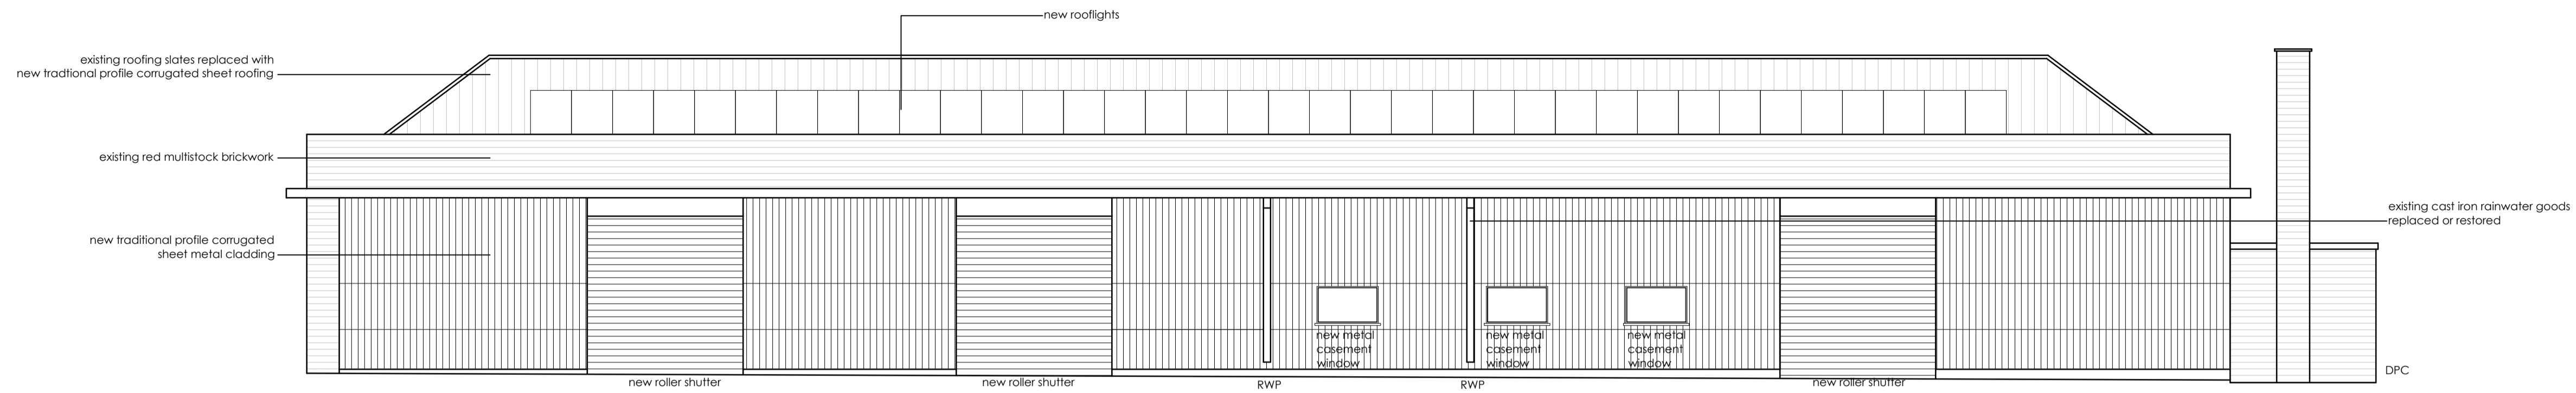 new rooflights
existing roofing slates replaced with
new tradtional profile corrugated sheet roofing
existing red multistock brickwork
existing cast iron rainwater goods
replaced or restored
new traditional profile corrugated
sheet metal cladding
new metal
casement
window
new metal
casement
window
new metal
casement
window
DPC
new roller shutter
new roller shutter
RWP
RWP
new roller shutter